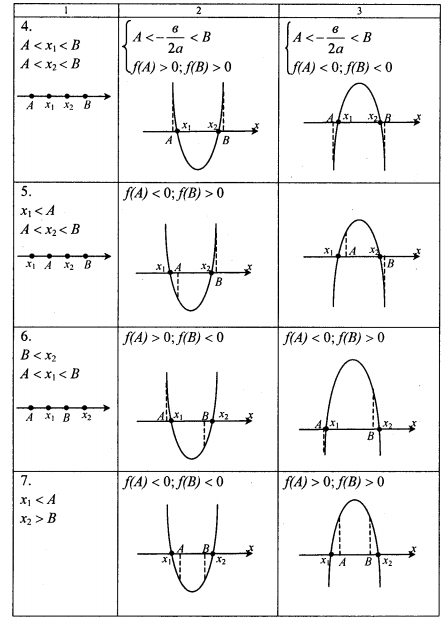 1 2 3
4.
A < x₁ < B
A < x₂ < B
A x₁ x₂ B
A < − в/2a < B
f(A) > 0; f(B) > 0
A x₁ x₂ B x
A < − в/2a < B
f(A) < 0; f(B) < 0
A x₁ x₂ B x
5.
x₁ < A
A < x₂ < B
x₁ A x₂ B
f(A) < 0; f(B) > 0
x₁ A x₂ B x
x₁ A x₂ B x
6.
B < x₂
A < x₁ < B
A x₁ B x₂
f(A) > 0; f(B) < 0
A x₁ B x₂ x
f(A) < 0; f(B) > 0
A x₁ B x₂ x
7.
x₁ < A
x₂ > B
f(A) < 0; f(B) < 0
x₁ A B x₂ x
f(A) > 0; f(B) > 0
x₁ A B x₂ x